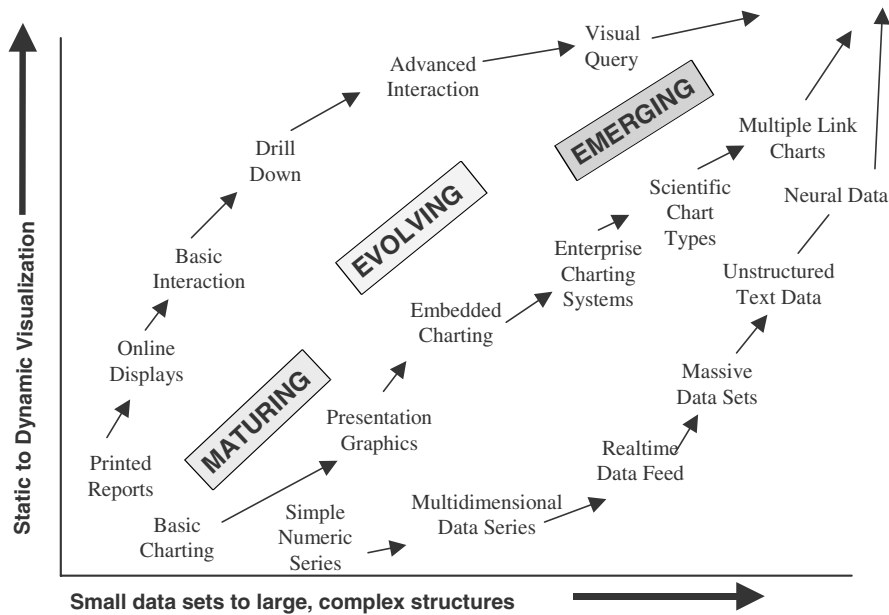 Visual
Query
Advanced
Interaction
EMERGING
Multiple Link
Charts
Drill
Down
Scientific
Chart
Types
Neural Data
EVOLVING
Basic
Interaction
Enterprise
Charting
Systems
Unstructured
Text Data
Embedded
Charting
Online
Displays
MATURING
Massive
Data Sets
Presentation
Graphics
Printed
Reports
Realtime
Data Feed
Basic
Charting
Simple
Numeric
Series
Multidimensional
Data Series
Static to Dynamic Visualization
Small data sets to large, complex structures